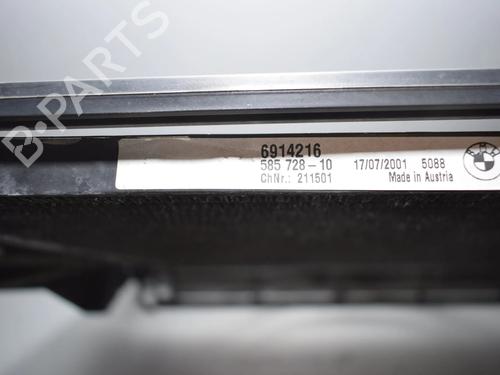 B-PARTS
6914216
585 728-10 17/07/2001 5088
ChNr.: 211501 Made in Austria
BMW